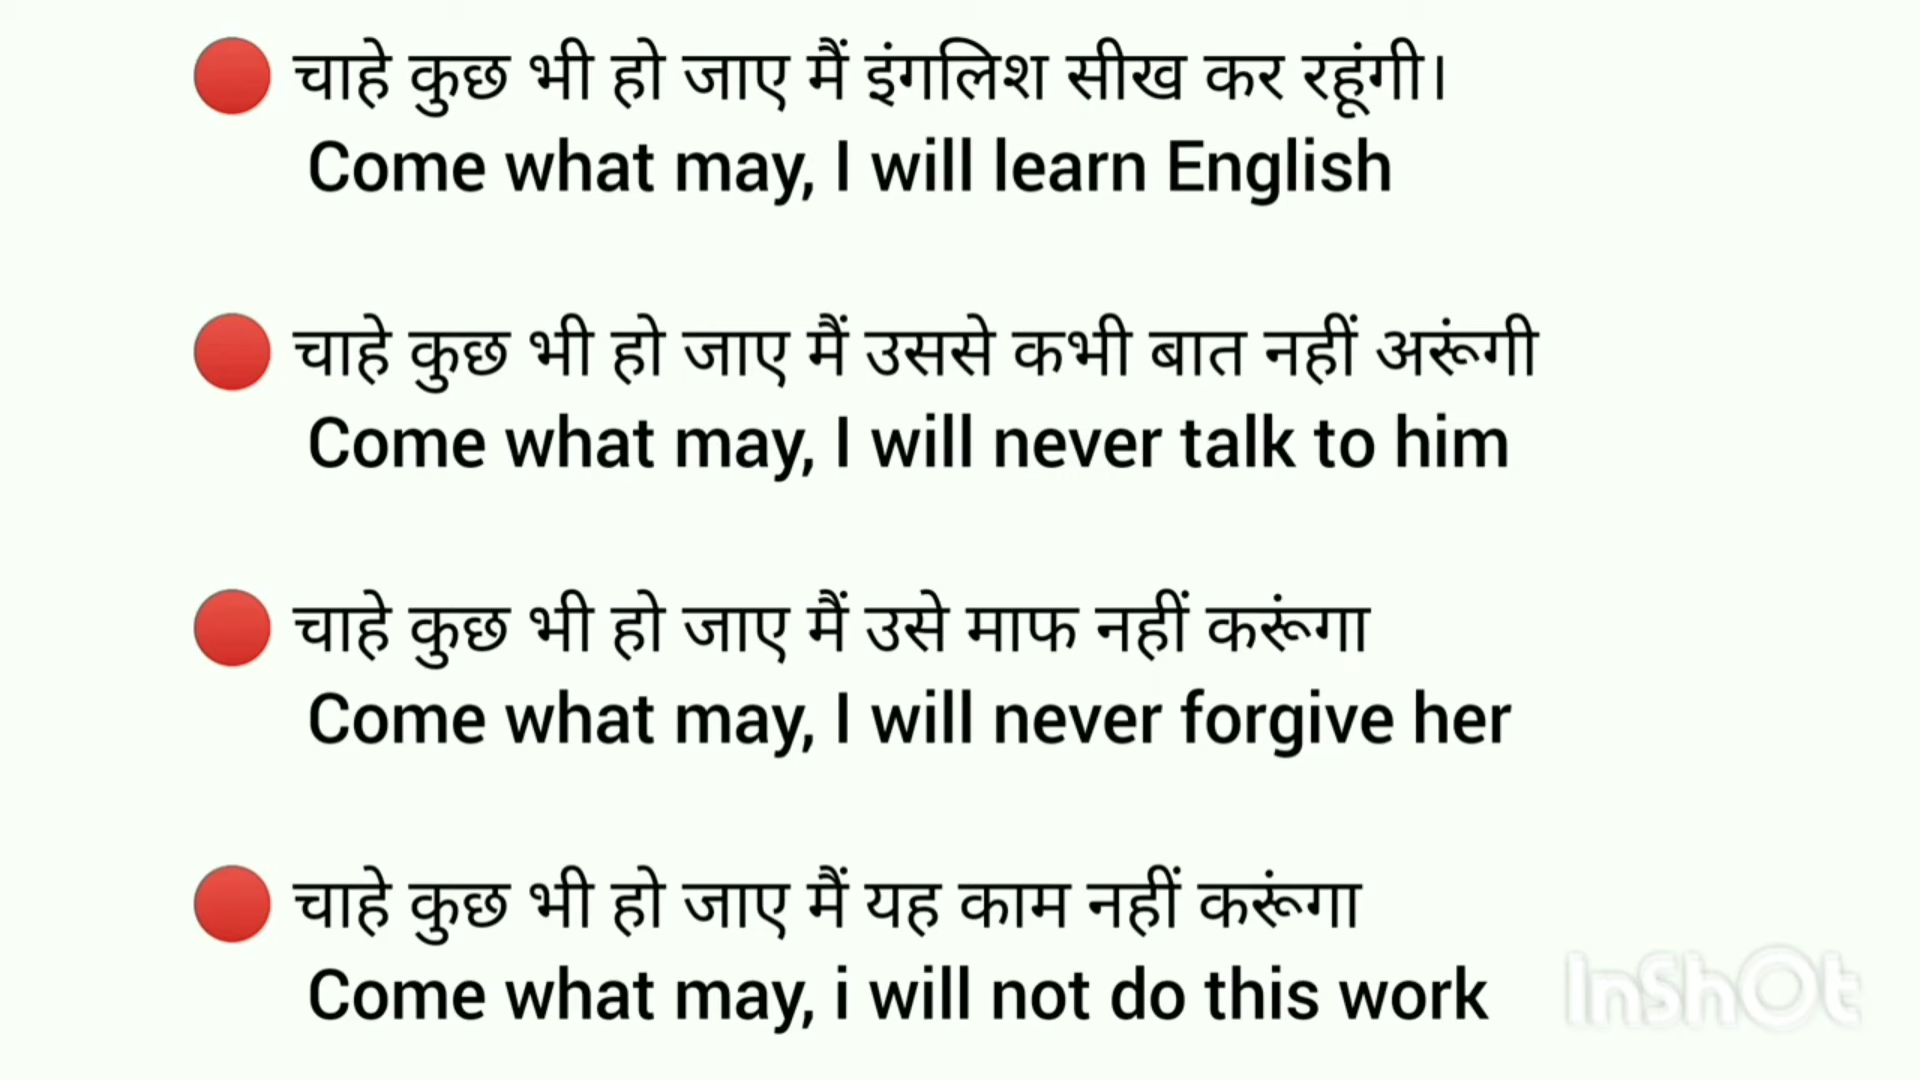 चाहे कुछ भी हो जाए मैं इंगलिश सीख कर रहूंगी।
Come what may, I will learn English
चाहे कुछ भी हो जाए मैं उससे कभी बात नहीं अरूंगी
Come what may, I will never talk to him
चाहे कुछ भी हो जाए मैं उसे माफ नहीं करूंगा
Come what may, I will never forgive her
चाहे कुछ भी हो जाए मैं यह काम नहीं करूंगा
Come what may, i will not do this work
InShOt